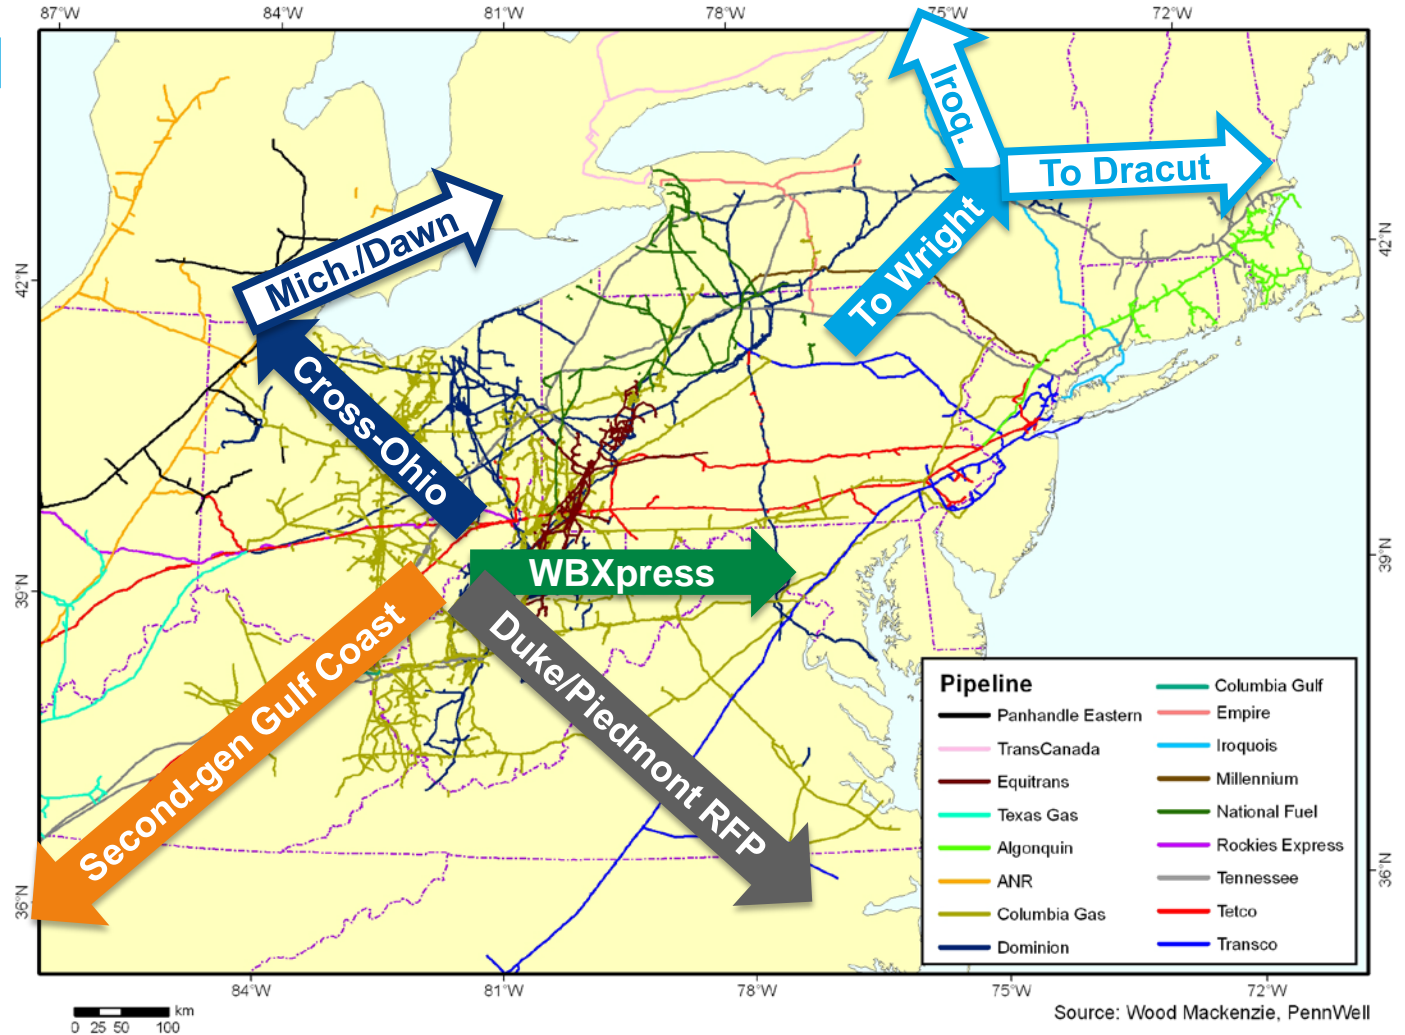 87°W
84°W
81°W
78°W
75°W
72°W
Iroq.
To Dracut
To Wright
Mich./Dawn
Cross-Ohio
WBXpress
Second-gen Gulf Coast
Duke/Piedmont RFP
42°N
42°N
39°N
39°N
36°N
36°N
Pipeline
Panhandle Eastern
TransCanada
Equitrans
Texas Gas
Algonquin
ANR
Columbia Gas
Dominion
Columbia Gulf
Empire
Iroquois
Millennium
National Fuel
Rockies Express
Tennessee
Tetco
Transco
84°W
81°W
78°W
75°W
72°W
km
0 25 50 100
Source: Wood Mackenzie, PennWell